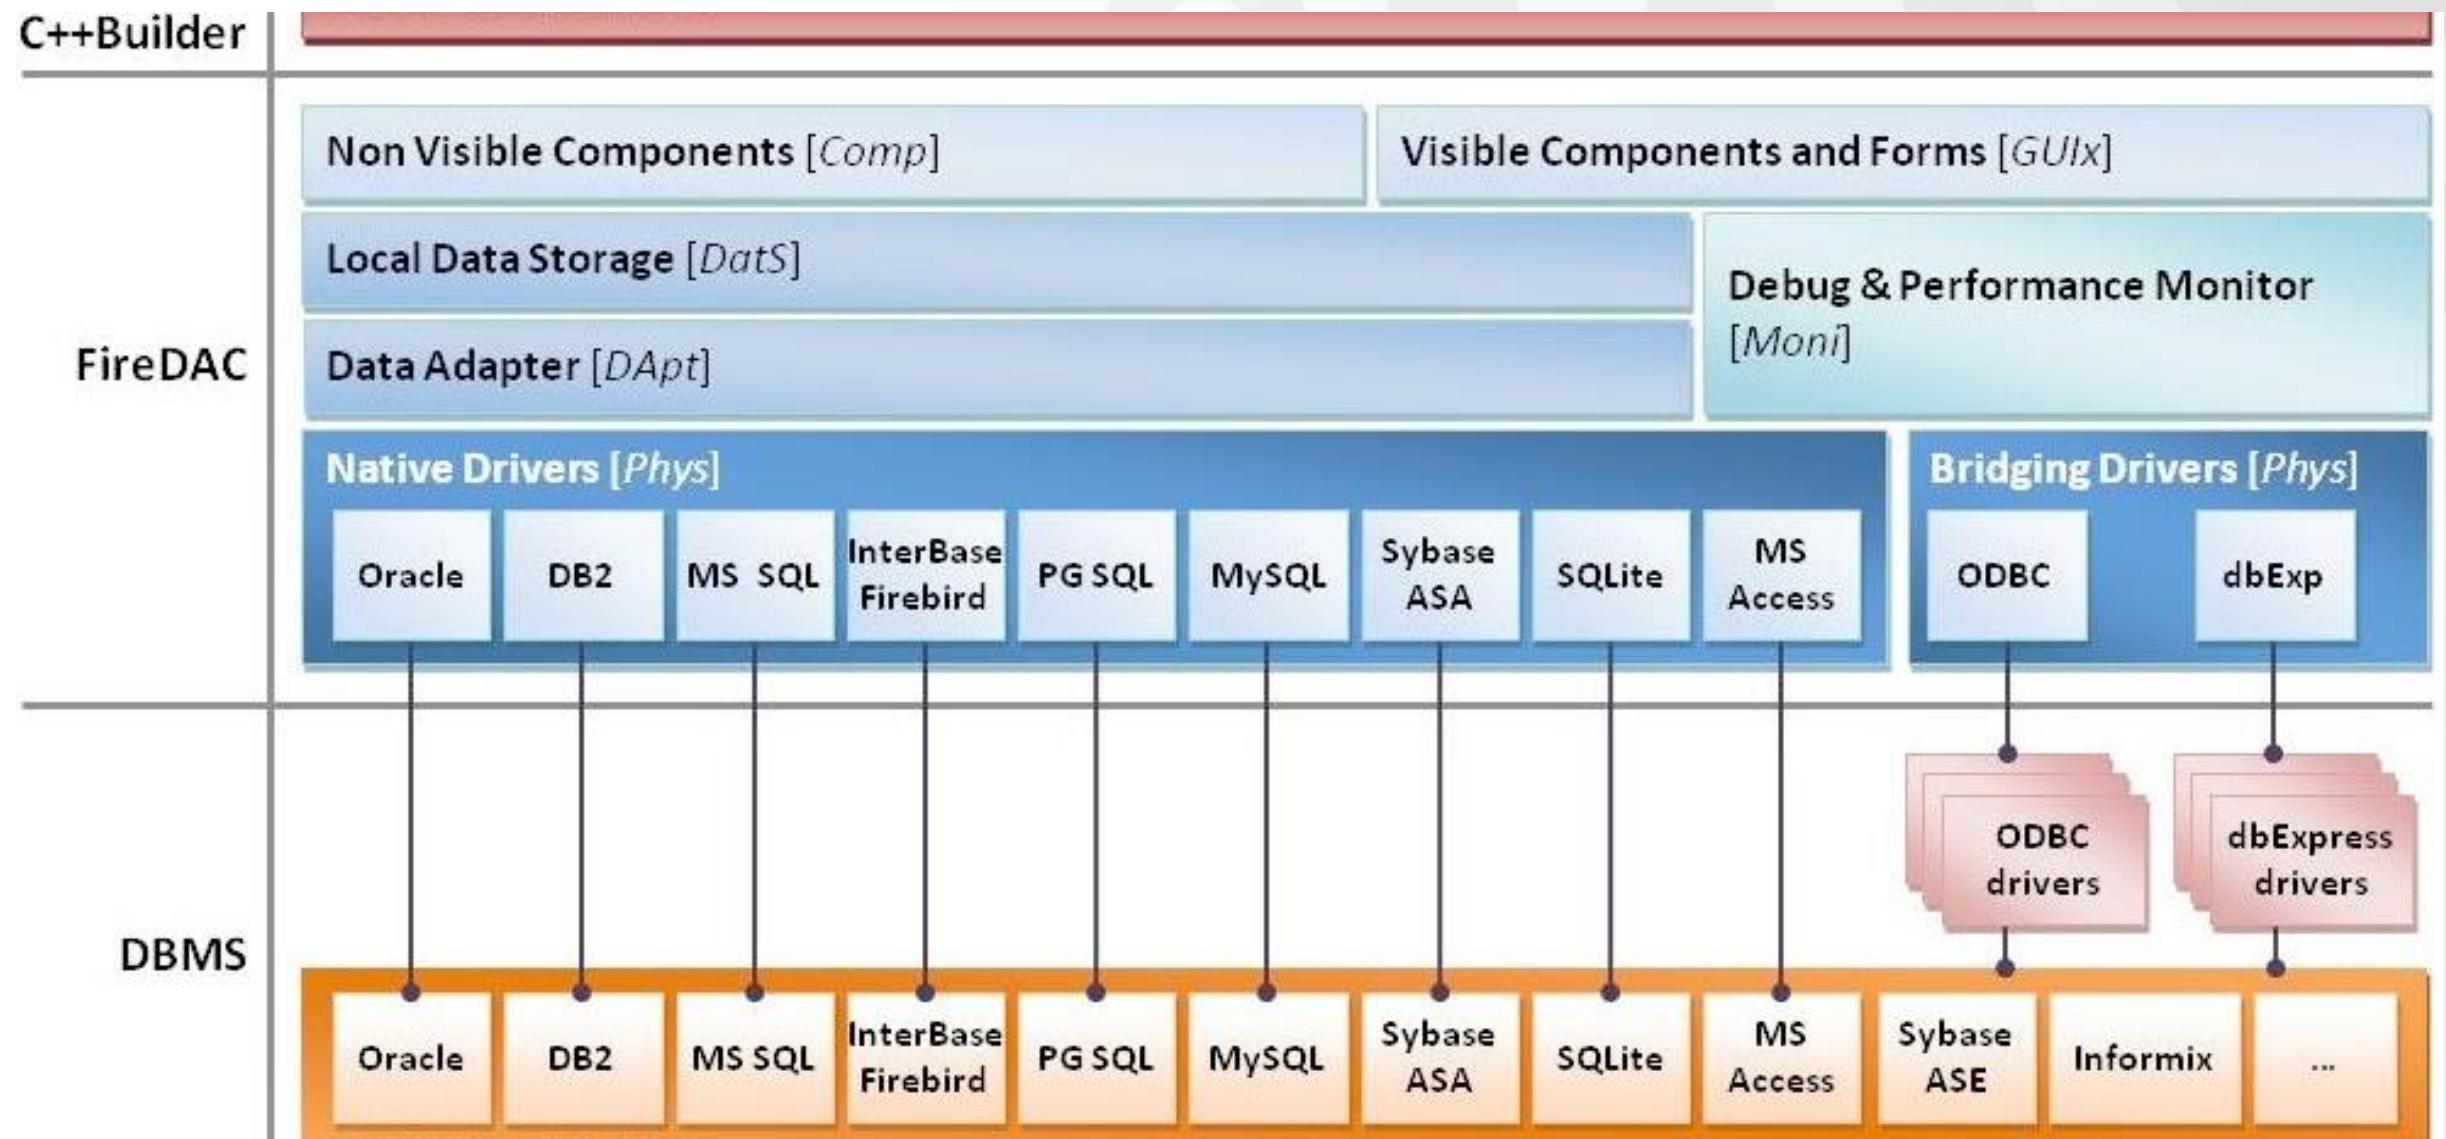 C++Builder
Non Visible Components [Comp]
Visible Components and Forms [GUIx]
Local Data Storage [DatS]
Debug & Performance Monitor
[Moni]
FireDAC
Data Adapter [DApt]
Native Drivers [Phys]
Bridging Drivers [Phys]
Oracle
DB2
MS SQL
InterBase
Firebird
PG SQL
MySQL
Sybase
ASA
SQLite
MS
Access
ODBC
dbExp
ODBC
drivers
dbExpress
drivers
DBMS
Oracle
DB2
MS SQL
InterBase
Firebird
PG SQL
MySQL
Sybase
ASA
SQLite
MS
Access
Sybase
ASE
Informix
...